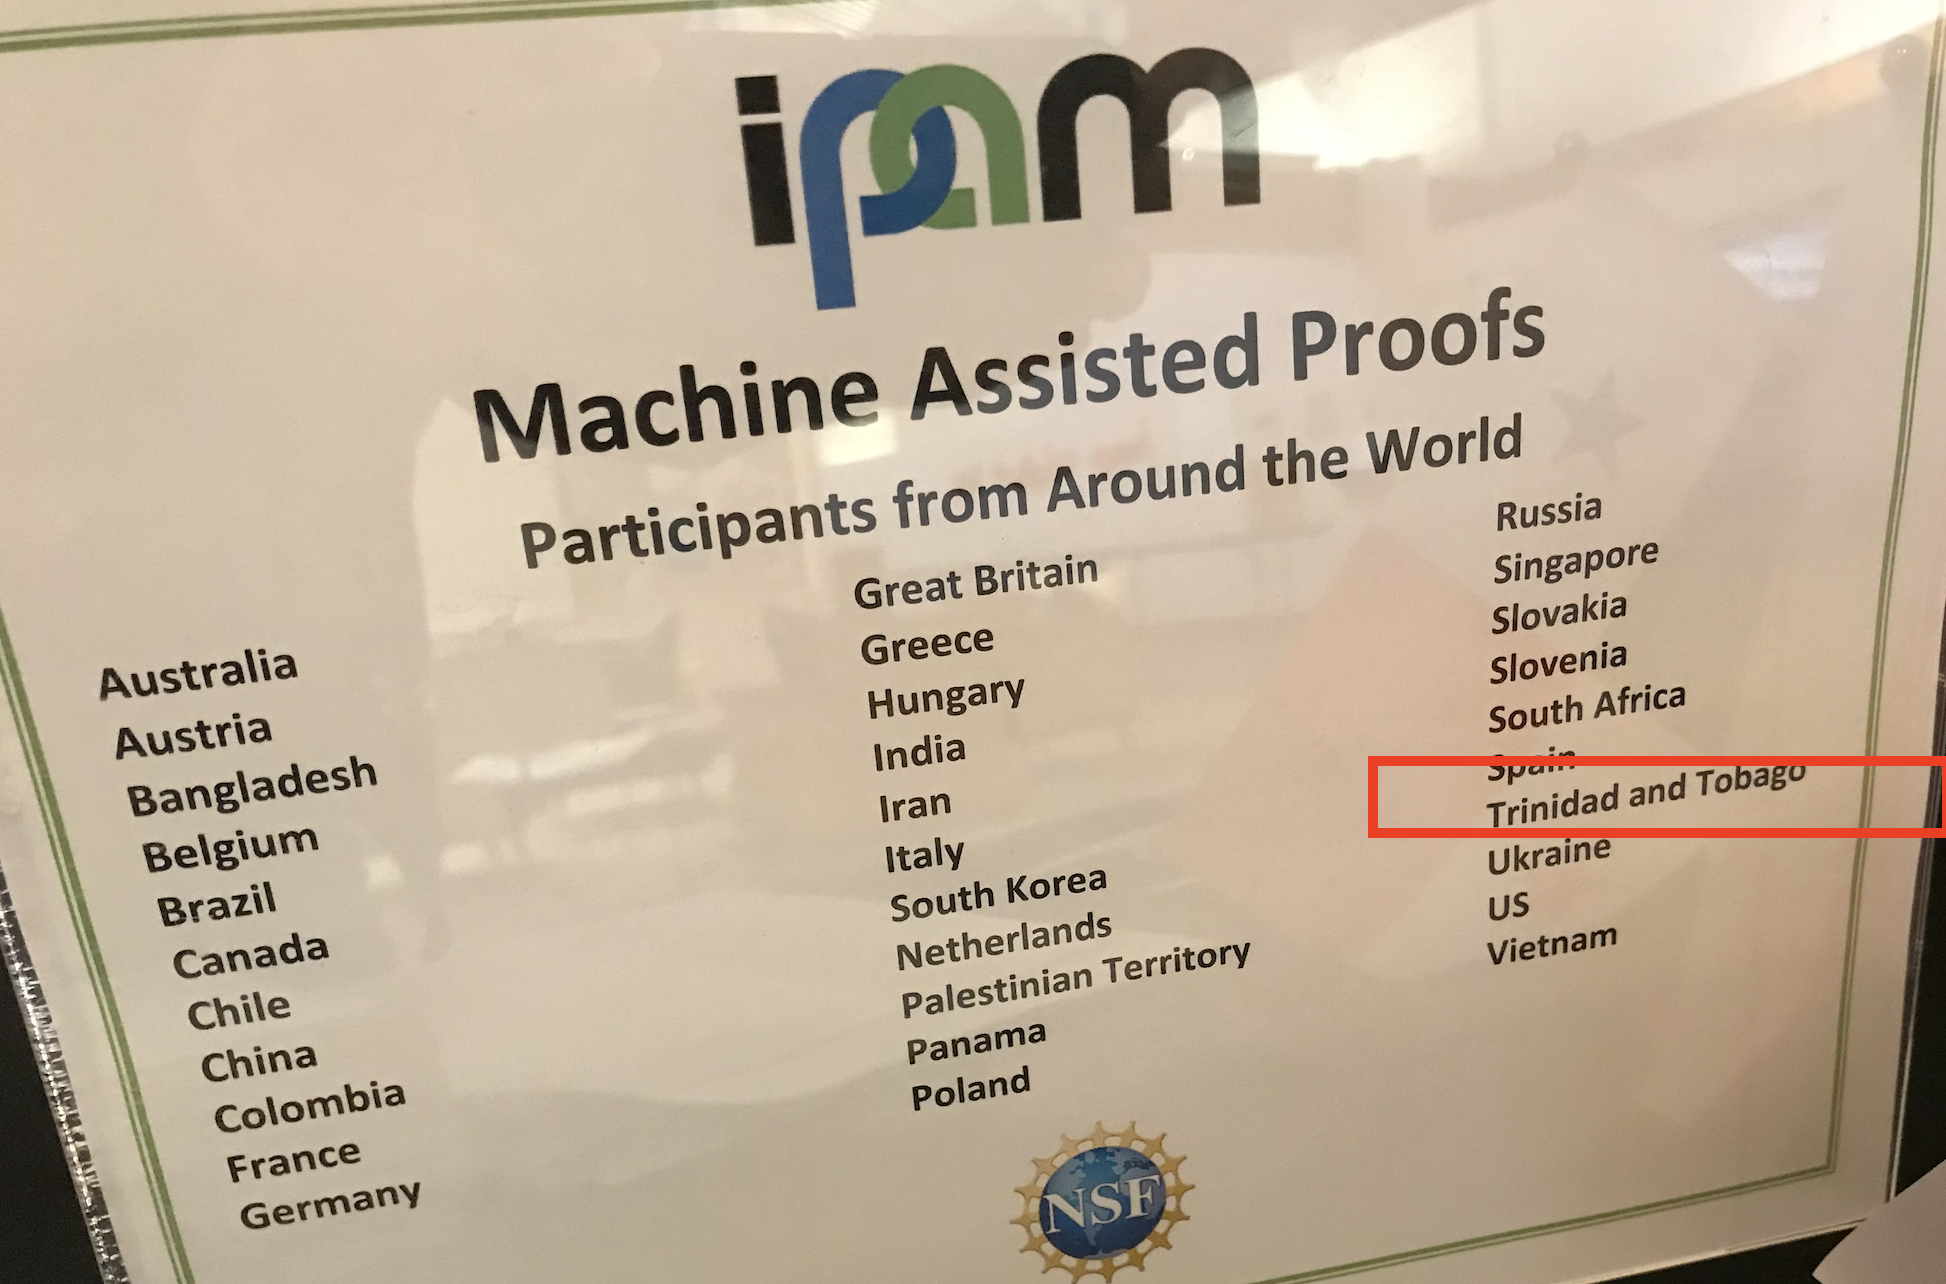 ipam
Machine Assisted Proofs
Participants from Around the World
Australia
Austria
Bangladesh
Belgium
Brazil
Canada
Chile
China
Colombia
France
Germany
Great Britain
Greece
Hungary
India
Iran
Italy
South Korea
Netherlands
Palestinian Territory
Panama
Poland
Russia
Singapore
Slovakia
Slovenia
South Africa
Spain
Trinidad and Tobago
Ukraine
US
Vietnam
NSF